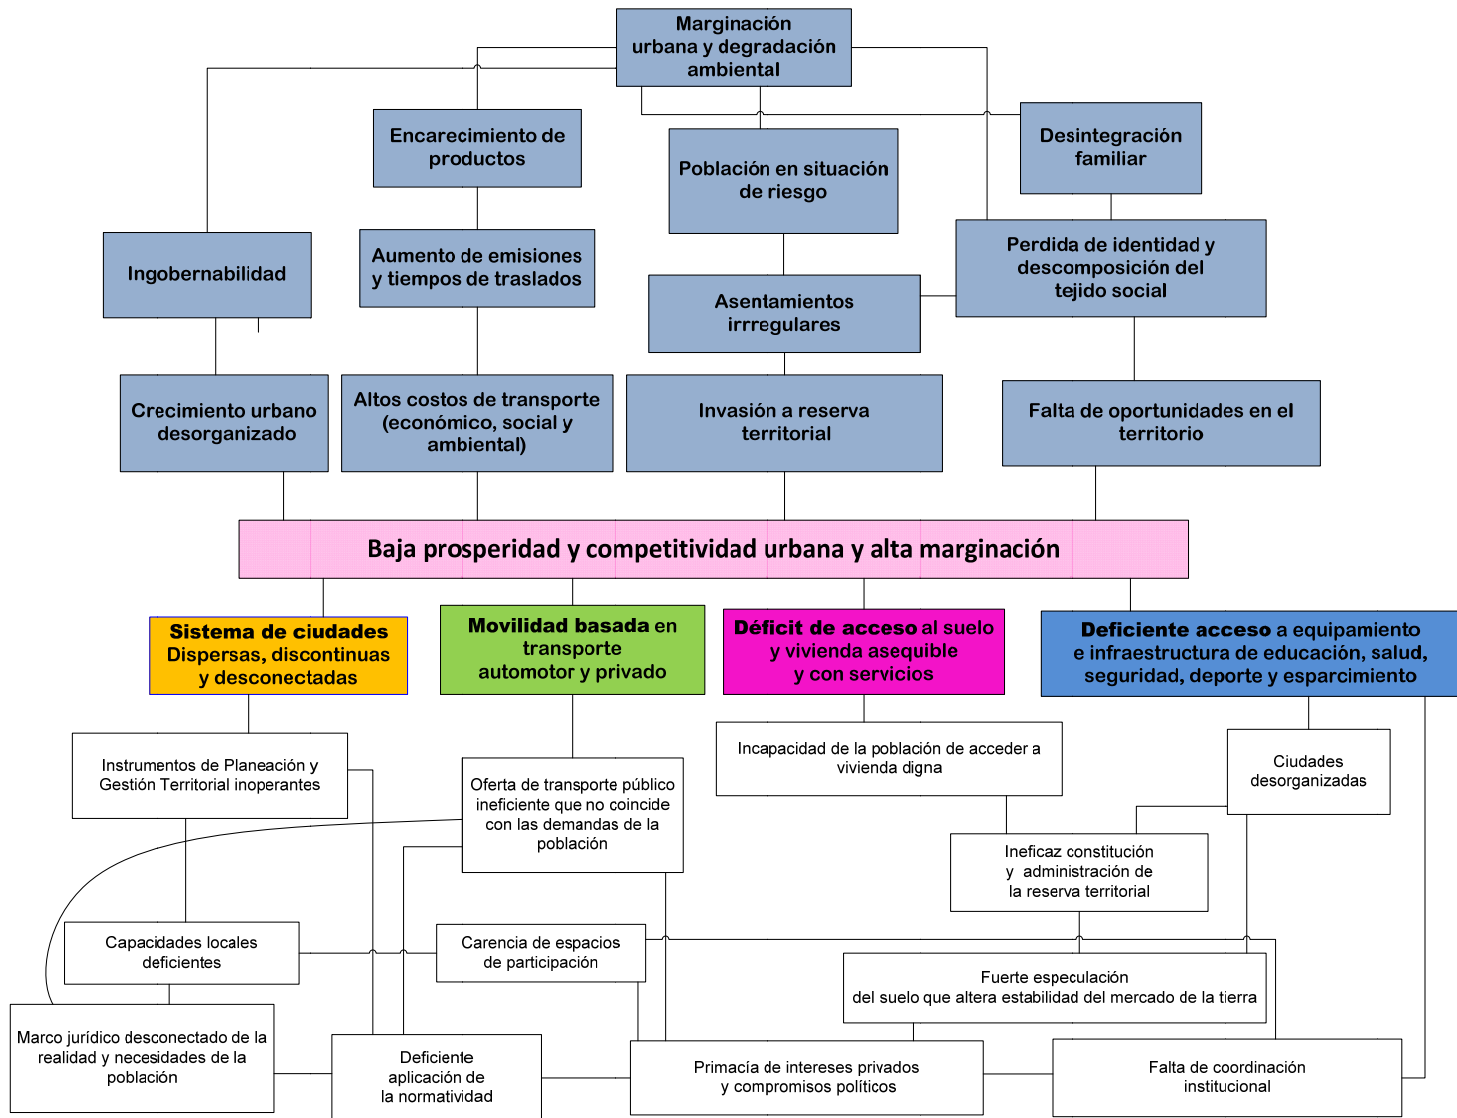 Marginación
urbana y degradación
ambiental
Encarecimiento de
productos
Población en situación
de riesgo
Desintegración
familiar
Ingobernabilidad
Aumento de emisiones
y tiempos de traslados
Asentamientos
irrregulares
Perdida de identidad y
descomposición del
tejido social
Crecimiento urbano
desorganizado
Altos costos de transporte
(económico, social y
ambiental)
Invasión a reserva
territorial
Falta de oportunidades en el
territorio
Baja prosperidad y competitividad urbana y alta marginación
Sistema de ciudades
Dispersas, discontinuas
y desconectadas
Movilidad basada en
transporte
automotor y privado
Déficit de acceso al suelo
y vivienda asequible
y con servicios
Deficiente acceso a equipamiento
e infraestructura de educación, salud,
seguridad, deporte y esparcimiento
Instrumentos de Planeación y
Gestión Territorial inoperantes
Oferta de transporte público
ineficiente que no coincide
con las demandas de la
población
Incapacidad de la población de acceder a
vivienda digna
Ciudades
desorganizadas
Ineficaz constitución
y administración de
la reserva territorial
Capacidades locales
deficientes
Carencia de espacios
de participación
Fuerte especulación
del suelo que altera estabilidad del mercado de la tierra
Marco jurídico desconectado de la
realidad y necesidades de la
población
Deficiente
aplicación de
la normatividad
Primacía de intereses privados
y compromisos políticos
Falta de coordinación
institucional